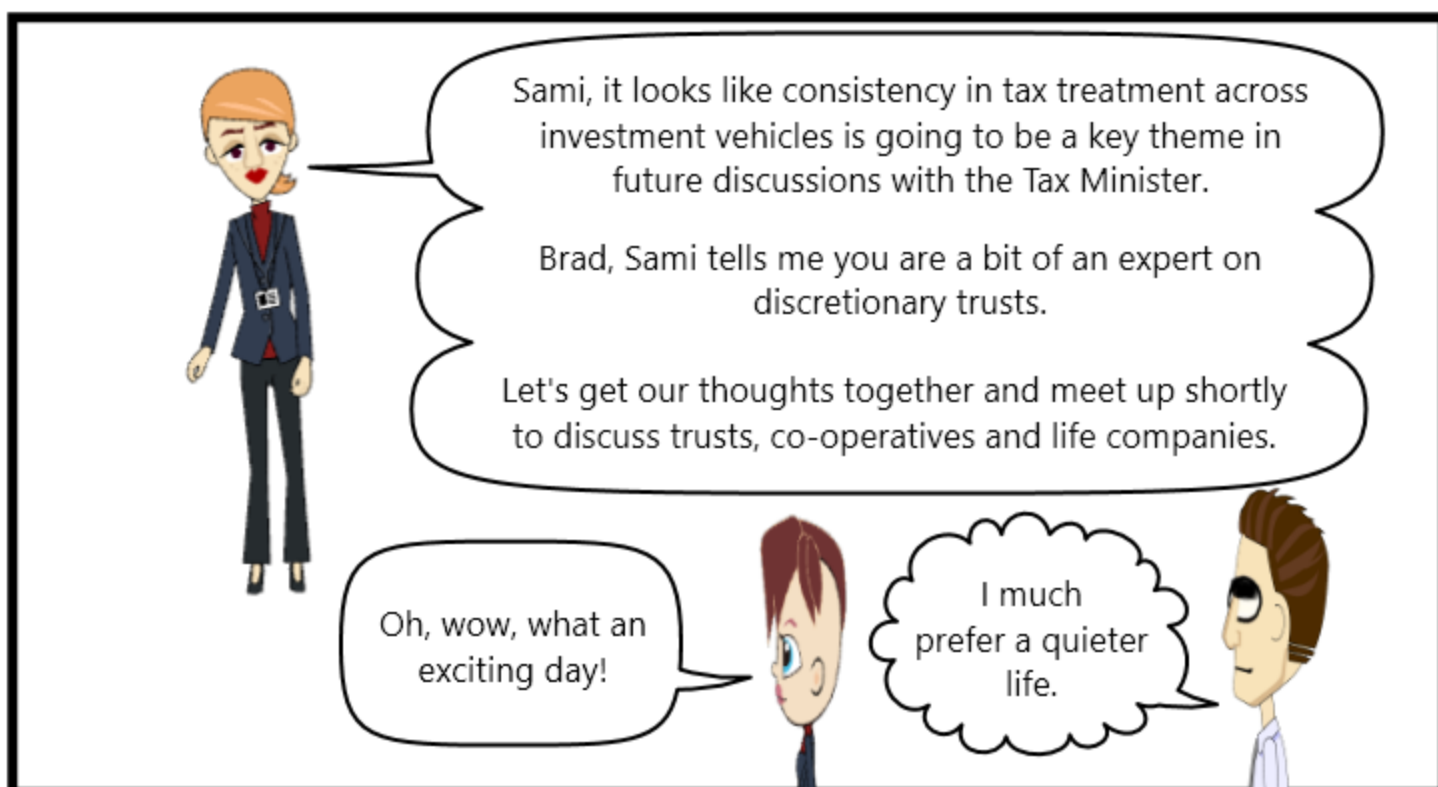 Sami, it looks like consistency in tax treatment across
investment vehicles is going to be a key theme in
future discussions with the Tax Minister.
Brad, Sami tells me you are a bit of an expert on
discretionary trusts.
Let's get our thoughts together and meet up shortly
to discuss trusts, co-operatives and life companies.
Oh, wow, what an
exciting day!
I much
prefer a quieter
life.